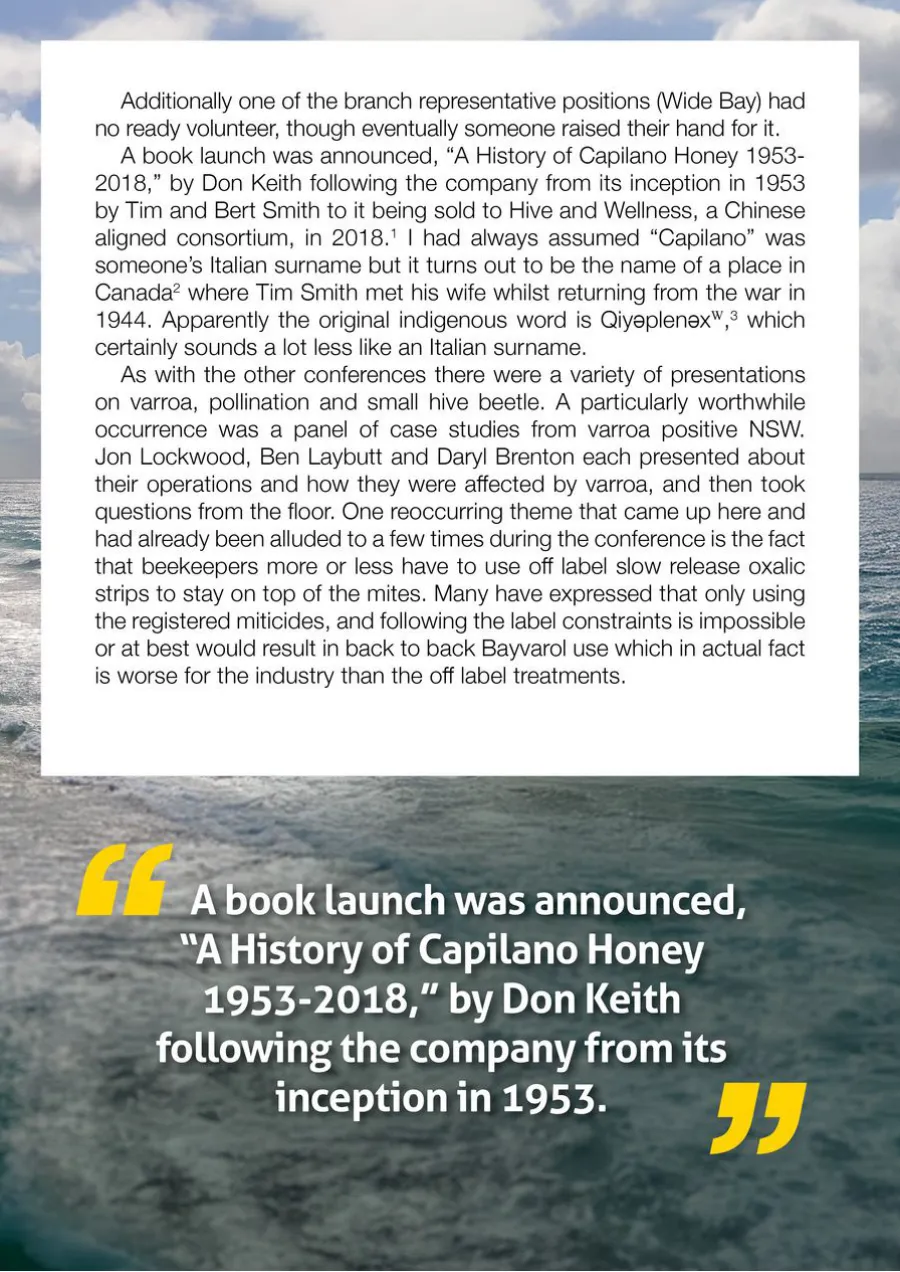 Additionally one of the branch representative positions (Wide Bay) had
no ready volunteer, though eventually someone raised their hand for it.
A book launch was announced, “A History of Capilano Honey 1953-
2018,” by Don Keith following the company from its inception in 1953
by Tim and Bert Smith to it being sold to Hive and Wellness, a Chinese
aligned consortium, in 2018.¹ I had always assumed “Capilano” was
someone’s Italian surname but it turns out to be the name of a place in
Canada² where Tim Smith met his wife whilst returning from the war in
1944. Apparently the original indigenous word is Qiyəplenəxʷ,³ which
certainly sounds a lot less like an Italian surname.
As with the other conferences there were a variety of presentations
on varroa, pollination and small hive beetle. A particularly worthwhile
occurrence was a panel of case studies from varroa positive NSW.
Jon Lockwood, Ben Laybutt and Daryl Brenton each presented about
their operations and how they were affected by varroa, and then took
questions from the floor. One reoccurring theme that came up here and
had already been alluded to a few times during the conference is the fact
that beekeepers more or less have to use off label slow release oxalic
strips to stay on top of the mites. Many have expressed that only using
the registered miticides, and following the label constraints is impossible
or at best would result in back to back Bayvarol use which in actual fact
is worse for the industry than the off label treatments.
“ A book launch was announced,
“A History of Capilano Honey
1953-2018,” by Don Keith
following the company from its
inception in 1953. ”